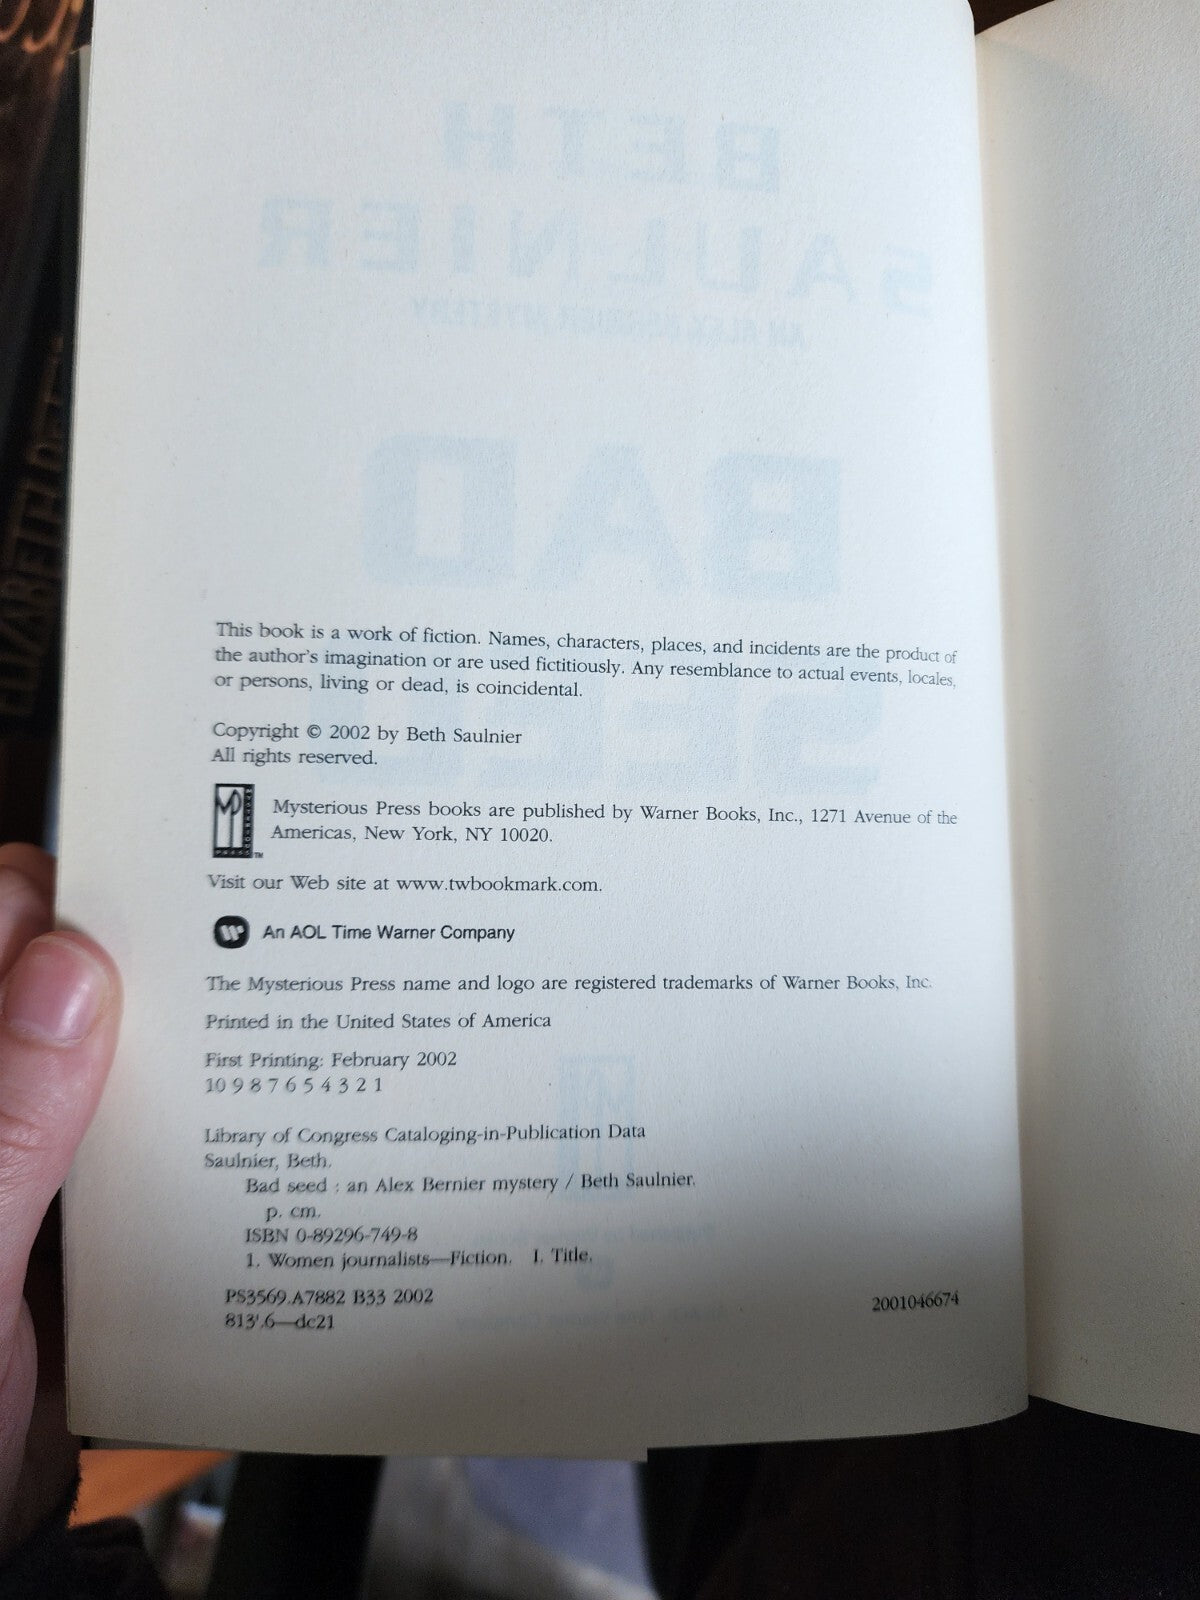 BETH
SAULNIER
AN ALEX BERNIER MYSTERY
BAD
This book is a work of fiction. Names, characters, places, and incidents are the product of
the author's imagination or are used fictitiously. Any resemblance to actual events, locales,
or persons, living or dead, is coincidental.
Copyright © 2002 by Beth Saulnier
All rights reserved.
Mysterious Press books are published by Warner Books, Inc., 1271 Avenue of the
Americas, New York, NY 10020.
Visit our Web site at www.twbookmark.com.
An AOL Time Warner Company
The Mysterious Press name and logo are registered trademarks of Warner Books, Inc.
Printed in the United States of America
First Printing: February 2002
10 9 8 7 6 5 4 3 2 1
Library of Congress Cataloging-in-Publication Data
Saulnier, Beth.
Bad seed : an Alex Bernier mystery / Beth Saulnier.
p. cm.
ISBN 0-89296-749-8
1. Women journalists—Fiction. I. Title.
PS3569.A7882 B33 2002
813'.6—dc21
2001046674